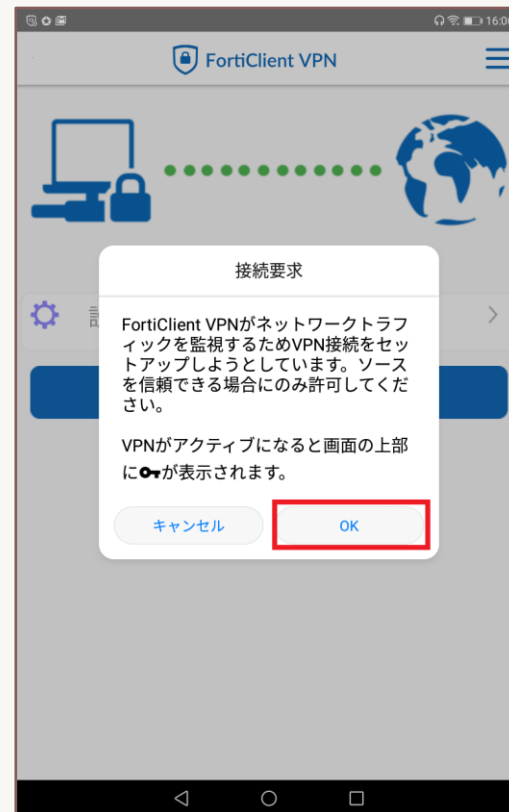 16:06
FortiClient VPN
接続要求
FortiClient VPNがネットワークトラフ
ィックを監視するためVPN接続をセッ
トアップしようとしています。ソース
を信頼できる場合にのみ許可してくだ
さい。
VPNがアクティブになると画面の上部
にが表示されます。
キャンセル
OK